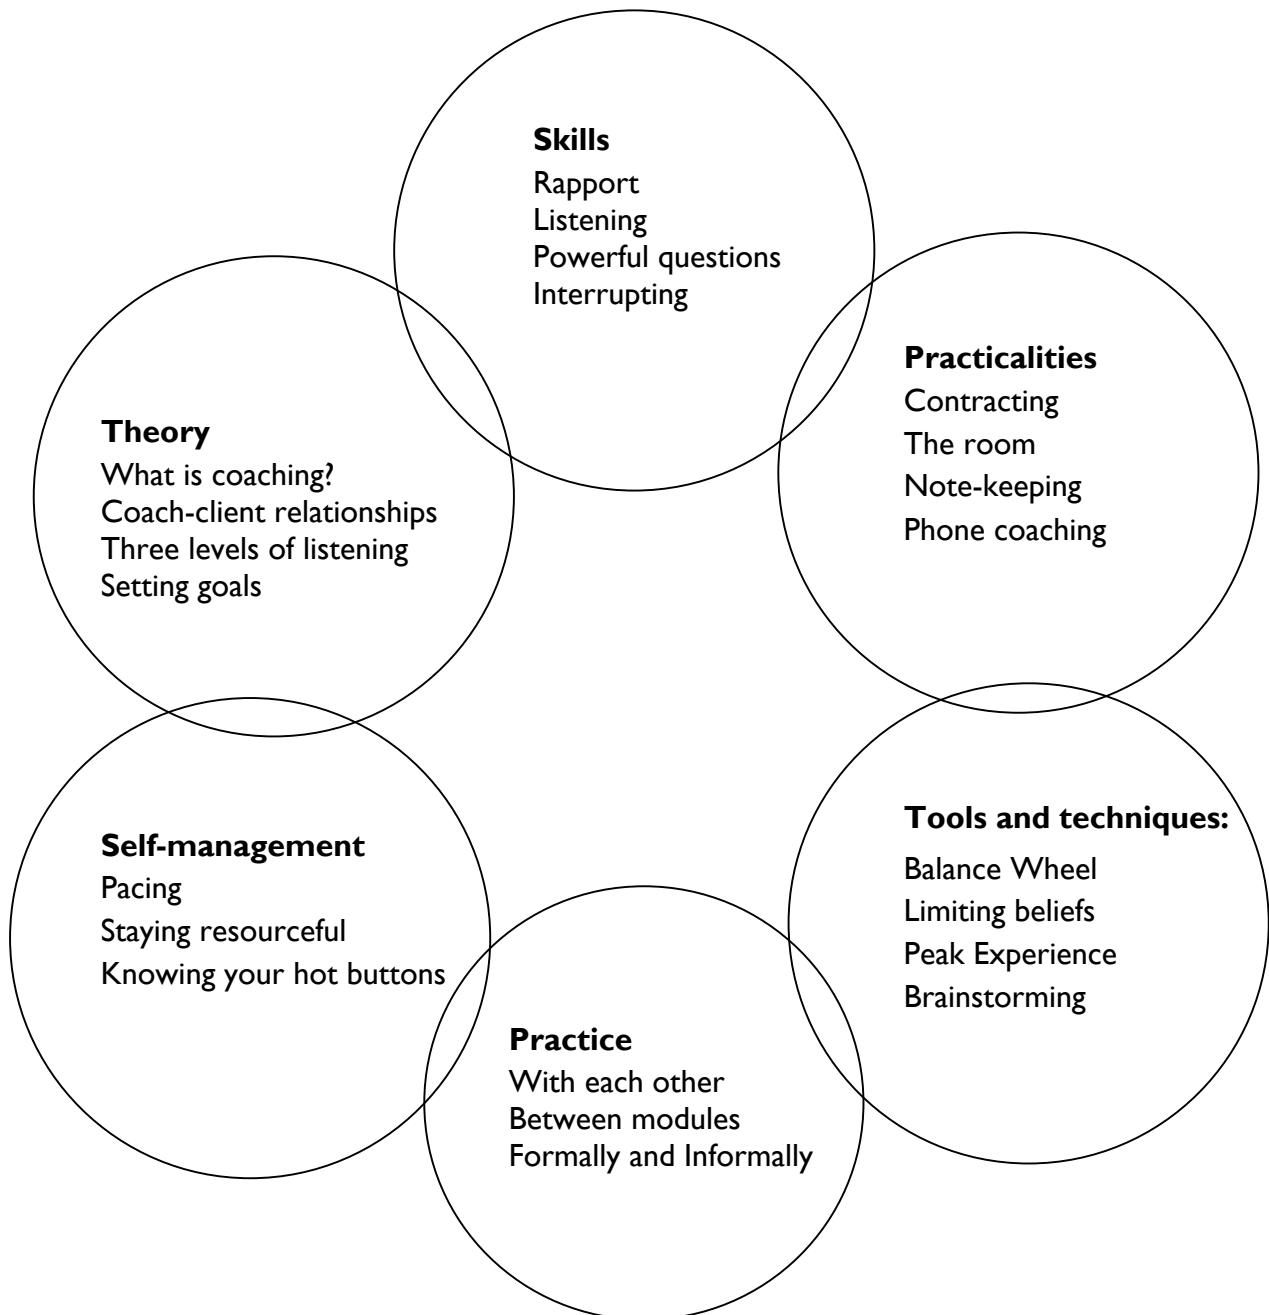 Skills
Rapport
Listening
Powerful questions
Interrupting
Practicalities
Contracting
The room
Note-keeping
Phone coaching
Theory
What is coaching?
Coach-client relationships
Three levels of listening
Setting goals
Tools and techniques:
Balance Wheel
Limiting beliefs
Peak Experience
Brainstorming
Self-management
Pacing
Staying resourceful
Knowing your hot buttons
Practice
With each other
Between modules
Formally and Informally